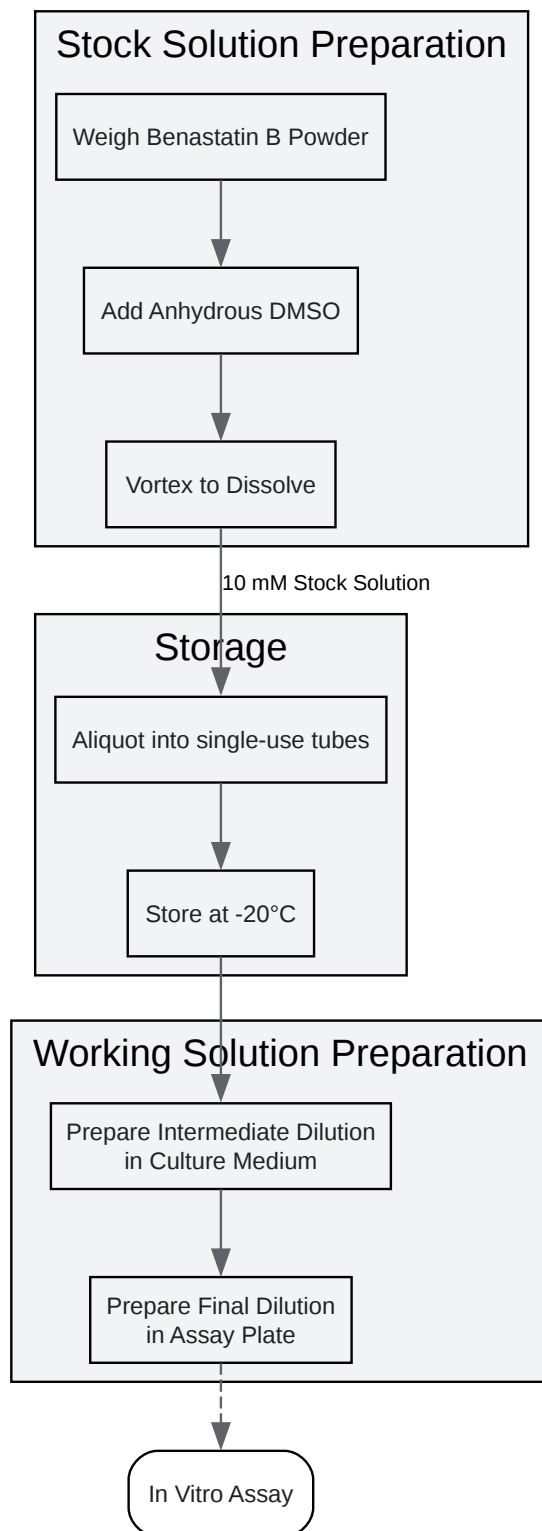 Stock Solution Preparation
Weigh Benastatin B Powder
Add Anhydrous DMSO
Vortex to Dissolve
10 mM Stock Solution
Storage
Aliquot into single-use tubes
Store at -20°C
Working Solution Preparation
Prepare Intermediate Dilution
in Culture Medium
Prepare Final Dilution
in Assay Plate
In Vitro Assay